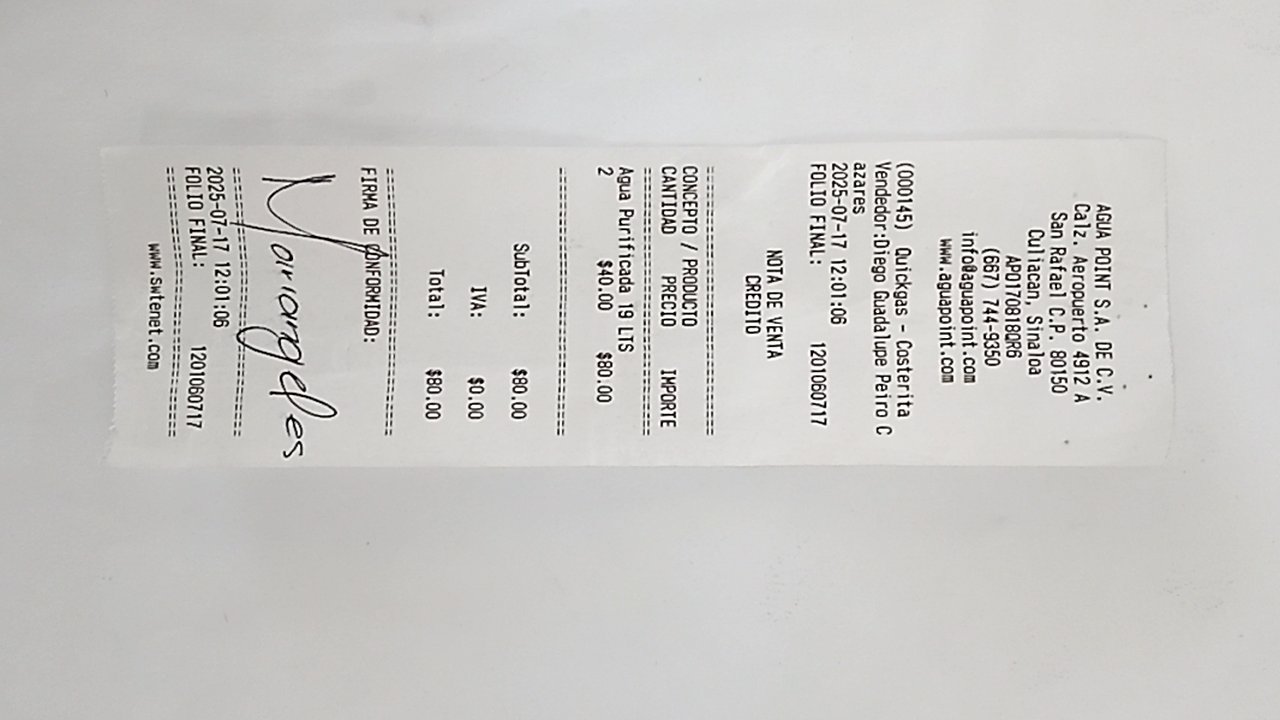 AGUA POINT S.A. DE C.V.
Calz. Aeropuerto 4912 A
San Rafael C.P. 80150
Culiacan, Sinaloa
APO170818QR6
(667) 744-9350
info@aguapoint.com
www.aguapoint.com
(000145) Quickgas - Costerita
Vendedor:Diego Guadalupe Peiro C
azares
2025-07-17 12:01:06
FOLIO FINAL: 1201060717
NOTA DE VENTA
CREDITO
================================
CONCEPTO / PRODUCTO
CANTIDAD PRECIO IMPORTE
================================
Agua Purificada 19 LTS
2 $40.00 $80.00
================================
SubTotal: $80.00
IVA: $0.00
Total: $80.00
================================
FIRMA DE CONFORMIDAD:
Mariangeles
================================
2025-07-17 12:01:06
FOLIO FINAL: 1201060717
================================
www.swtenet.com